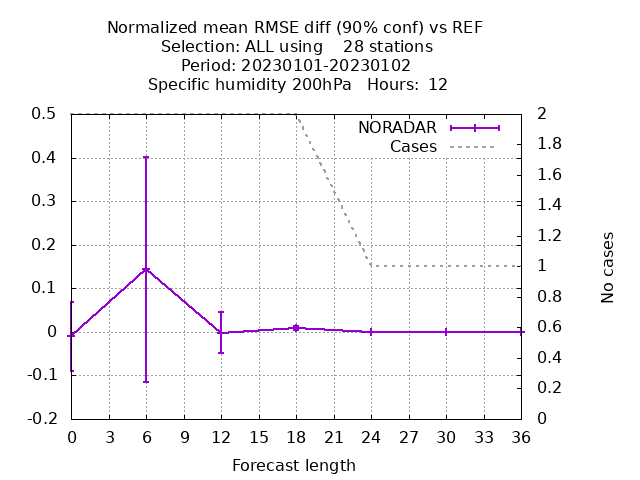 Normalized mean RMSE diff (90% conf) vs REF
Selection: ALL using    28 stations
Period: 20230101-20230102
Specific humidity 200hPa   Hours:  12
NORADAR
Cases
0.5
0.4
0.3
0.2
0.1
0
-0.1
-0.2
2
1.8
1.6
1.4
1.2
1
0.8
0.6
0.4
0.2
0
No cases
0 3 6 9 12 15 18 21 24 27 30 33 36
Forecast length